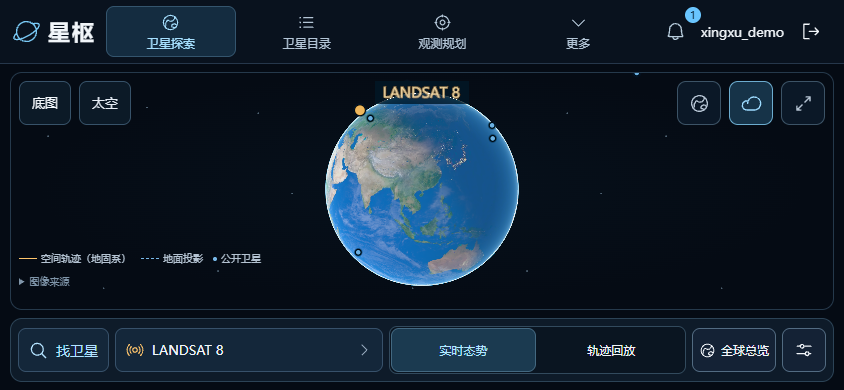 星枢
卫星探索
卫星目录
观测规划
更多
1
xingxu_demo
底图
太空
LANDSAT 8
空间轨迹（地固系）
地面投影
公开卫星
图像来源
找卫星
LANDSAT 8
实时态势
轨迹回放
全球总览